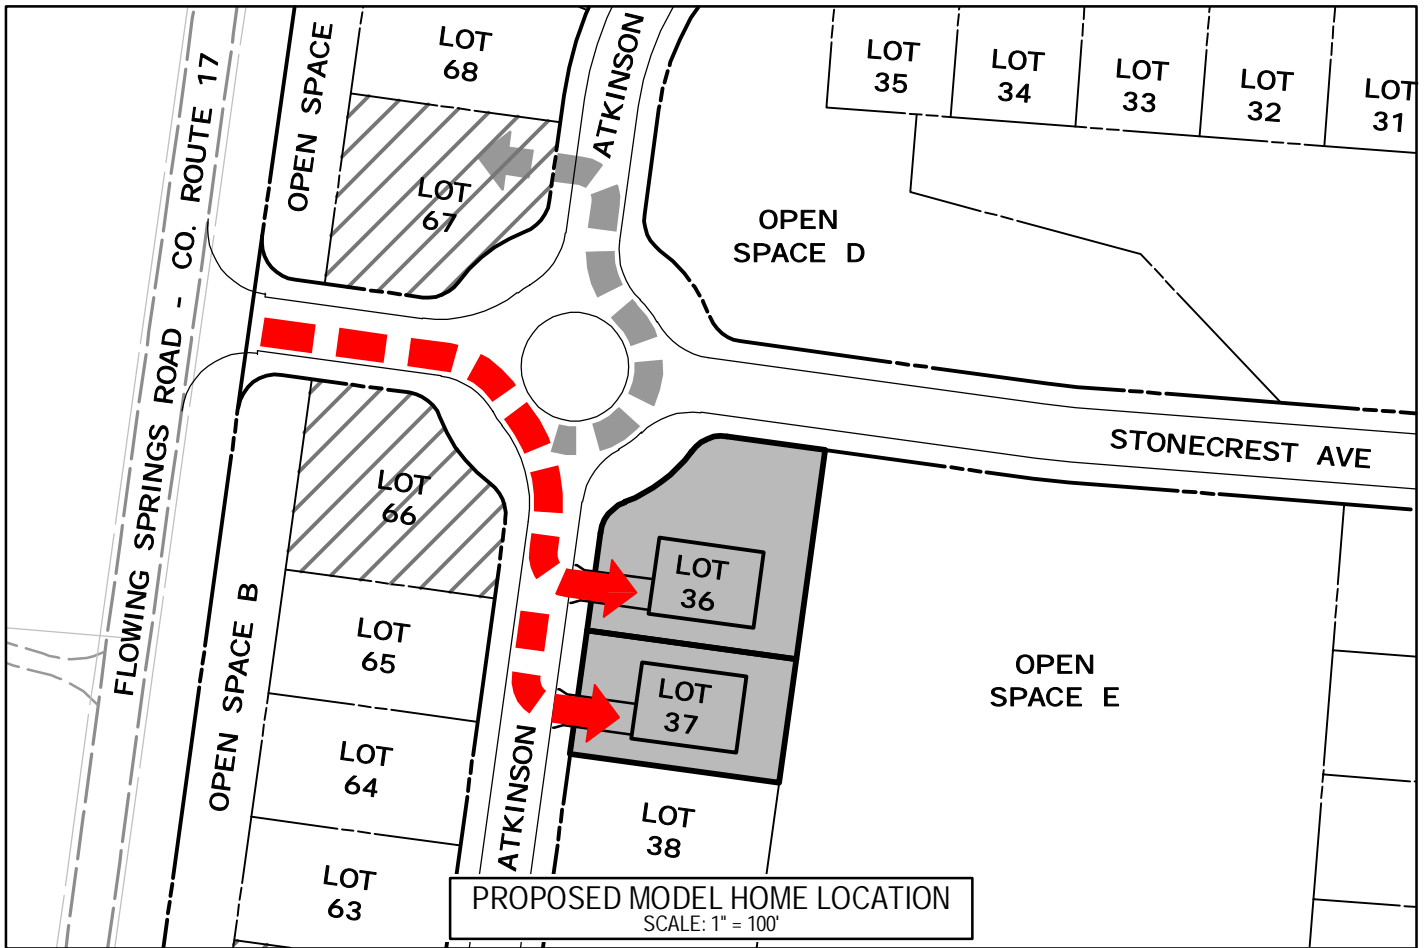 LOT
68
ATKINSON
OPEN SPACE
FLOWING SPRINGS ROAD - CO. ROUTE 17
LOT
35
LOT
34
LOT
33
LOT
32
LOT
31
LOT
67
OPEN
SPACE D
STONECREST AVE
LOT
66
LOT
36
OPEN SPACE B
LOT
65
LOT
37
OPEN
SPACE E
LOT
64
ATKINSON
LOT
38
LOT
63
PROPOSED MODEL HOME LOCATION
SCALE: 1" = 100'